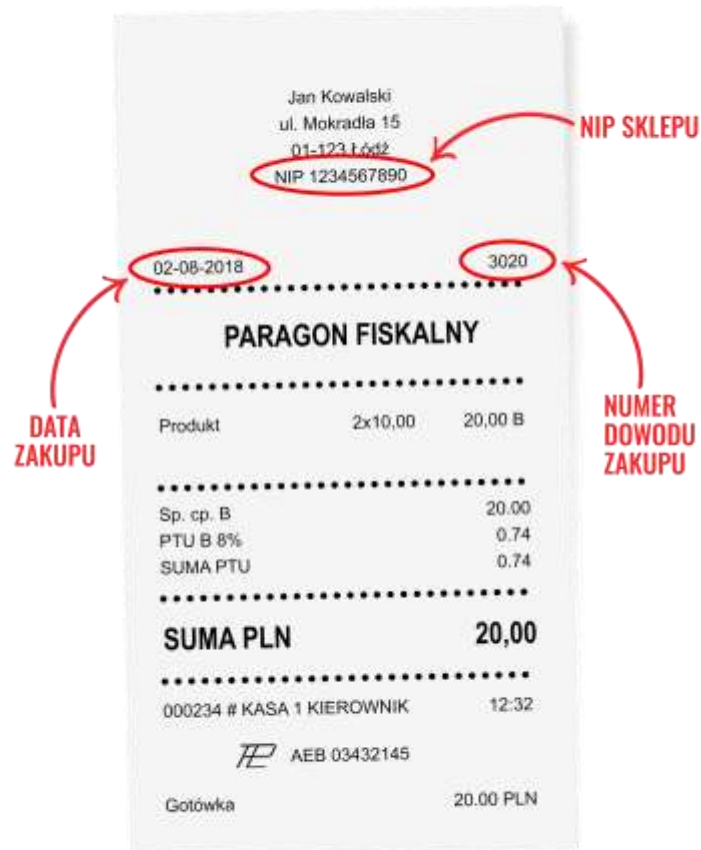 Jan Kowalski
ul. Mokradla 15
01-123 Łódź
NIP 1234567890
NIP SKLEPU
02-08-2018 3020
PARAGON FISKALNY
DATA
ZAKUPU
NUMER
DOWODU
ZAKUPU
Produkt 2x10,00 20,00 B
Sp. cp. B 20.00
PTU B 8% 0.74
SUMA PTU 0.74
SUMA PLN 20,00
000234 # KASA 1 KIEROWNIK 12:32
AEB 03432145
Gotówka 20.00 PLN